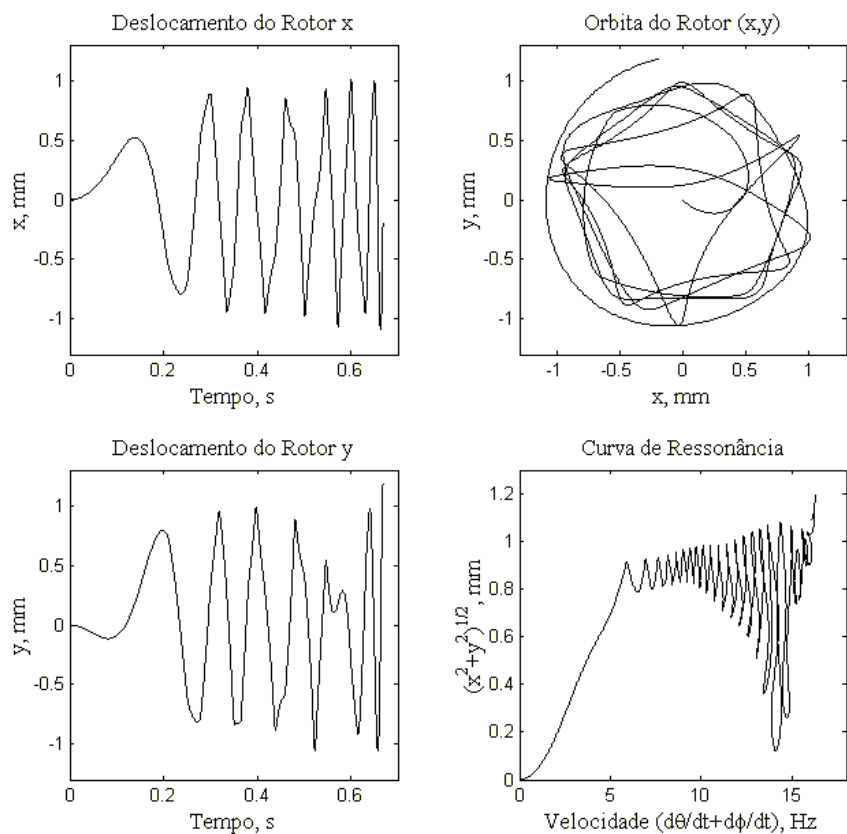 Deslocamento do Rotor x
x, mm
1
0.5
0
-0.5
-1
0 0.2 0.4 0.6
Tempo, s
Orbita do Rotor (x,y)
y, mm
1
0.5
0
-0.5
-1
-1 -0.5 0 0.5 1
x, mm
Deslocamento do Rotor y
y, mm
1
0.5
0
-0.5
-1
0 0.2 0.4 0.6
Tempo, s
Curva de Ressonância
(x²+y²)^1/2, mm
1.2
1
0.8
0.6
0.4
0.2
0
0 5 10 15
Velocidade (dθ/dt+dϕ/dt), Hz